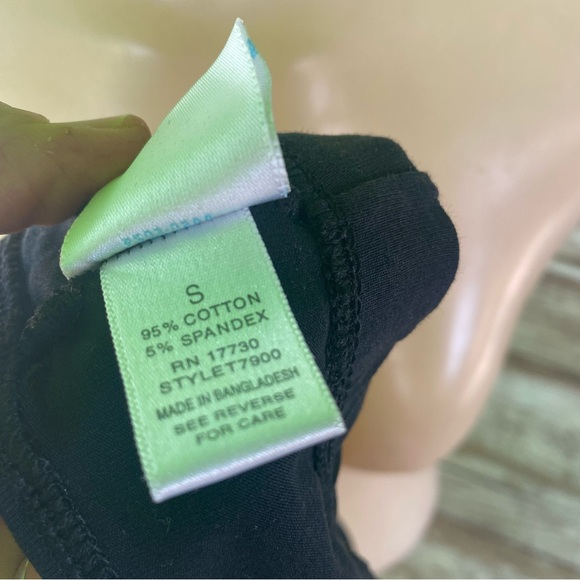 S
95% COTTON
5% SPANDEX
RN 17730
STYLET7900
MADE IN BANGLADESH
SEE REVERSE
FOR CARE